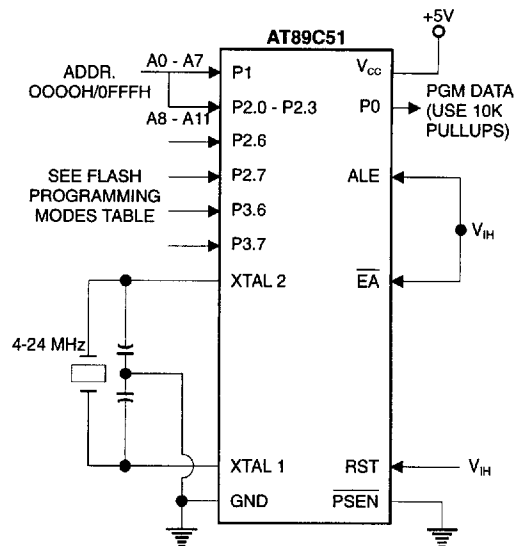 +5V
AT89C51
A0 - A7
ADDR.
OOOOH/0FFFH
A8 - A11
P1
P2.0 - P2.3
P2.6
P2.7
P3.6
P3.7
SEE FLASH
PROGRAMMING
MODES TABLE
XTAL 2
4-24 MHz
XTAL 1
GND
VCC
P0
PGM DATA
(USE 10K
PULLUPS)
ALE
VIH
EA
RST
VIH
PSEN